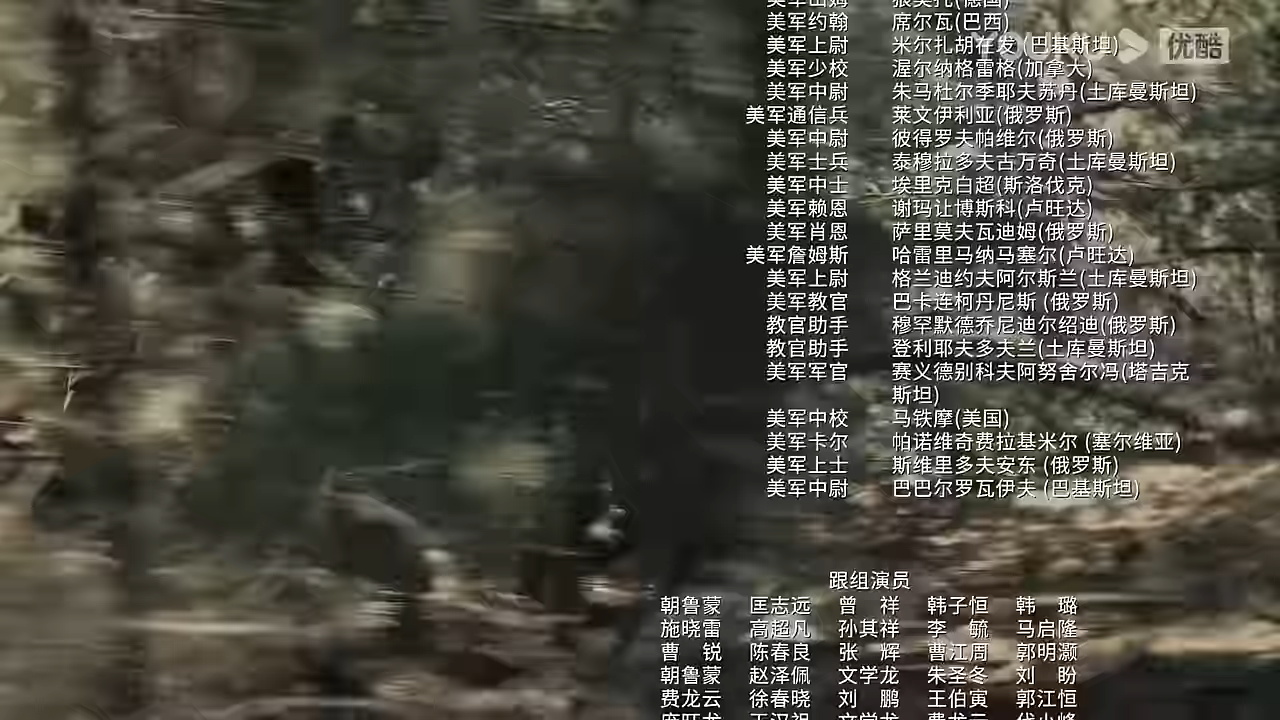 美军约翰 席尔瓦(巴西)
美军上尉 米尔扎胡在发 (巴基斯坦)
YOUKU 优酷
美军少校 渥尔纳格雷格(加拿大)
美军中尉 朱马杜尔季耶夫苏丹(土库曼斯坦)
美军通信兵 莱文伊利亚(俄罗斯)
美军中尉 彼得罗夫帕维尔(俄罗斯)
美军士兵 泰穆拉多夫古万奇(土库曼斯坦)
美军中士 埃里克白超(斯洛伐克)
美军赖恩 谢玛让博斯科(卢旺达)
美军肖恩 萨里莫夫瓦迪姆(俄罗斯)
美军詹姆斯 哈雷里马纳马塞尔(卢旺达)
美军上尉 格兰迪约夫阿尔斯兰(土库曼斯坦)
美军教官 巴卡连柯丹尼斯 (俄罗斯)
教官助手 穆罕默德乔尼迪尔绍迪(俄罗斯)
教官助手 登利耶夫多夫兰(土库曼斯坦)
美军军官 赛义德别科夫阿努舍尔冯(塔吉克
斯坦)
美军中校 马铁摩(美国)
美军卡尔 帕诺维奇费拉基米尔 (塞尔维亚)
美军上士 斯维里多夫安东 (俄罗斯)
美军中尉 巴巴尔罗瓦伊夫 (巴基斯坦)
跟组演员
朝鲁蒙 匡志远 曾 祥 韩子恒 韩 璐
施晓雷 高超凡 孙其祥 李 毓 马启隆
曹 锐 陈春良 张 辉 曹江周 郭明灏
朝鲁蒙 赵泽佩 文学龙 朱圣冬 刘 盼
费龙云 徐春晓 刘 鹏 王伯寅 郭江恒